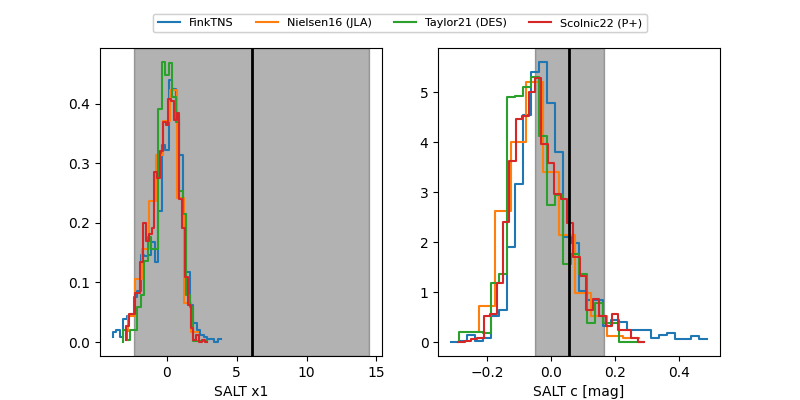 FinkTNS Nielsen16 (JLA) Taylor21 (DES) Scolnic22 (P+)
0.4
0.3
0.2
0.1
0.0
0 5 10 15
SALT x1
5
4
3
2
1
0
−0.2 0.0 0.2 0.4
SALT c [mag]